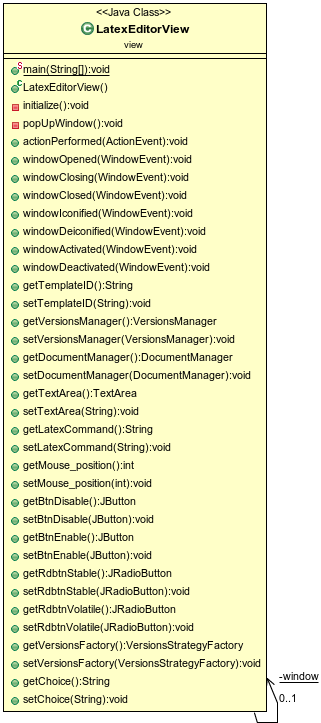 <<Java Class>>
LatexEditorView
view
main(String[]):void
LatexEditorView()
initialize():void
popUpWindow():void
actionPerformed(ActionEvent):void
windowOpened(WindowEvent):void
windowClosing(WindowEvent):void
windowClosed(WindowEvent):void
windowIconified(WindowEvent):void
windowDeiconified(WindowEvent):void
windowActivated(WindowEvent):void
windowDeactivated(WindowEvent):void
getTemplateID():String
setTemplateID(String):void
getVersionsManager():VersionsManager
setVersionsManager(VersionsManager):void
getDocumentManager():DocumentManager
setDocumentManager(DocumentManager):void
getTextArea():TextArea
setTextArea(String):void
getLatexCommand():String
setLatexCommand(String):void
getMouse_position():int
setMouse_position(int):void
getBtnDisable():JButton
setBtnDisable(JButton):void
getBtnEnable():JButton
setBtnEnable(JButton):void
getRdbtnStable():JRadioButton
setRdbtnStable(JRadioButton):void
getRdbtnVolatile():JRadioButton
setRdbtnVolatile(JRadioButton):void
getVersionsFactory():VersionsStrategyFactory
setVersionsFactory(VersionsStrategyFactory):void
getChoice():String
setChoice(String):void
-window
0..1